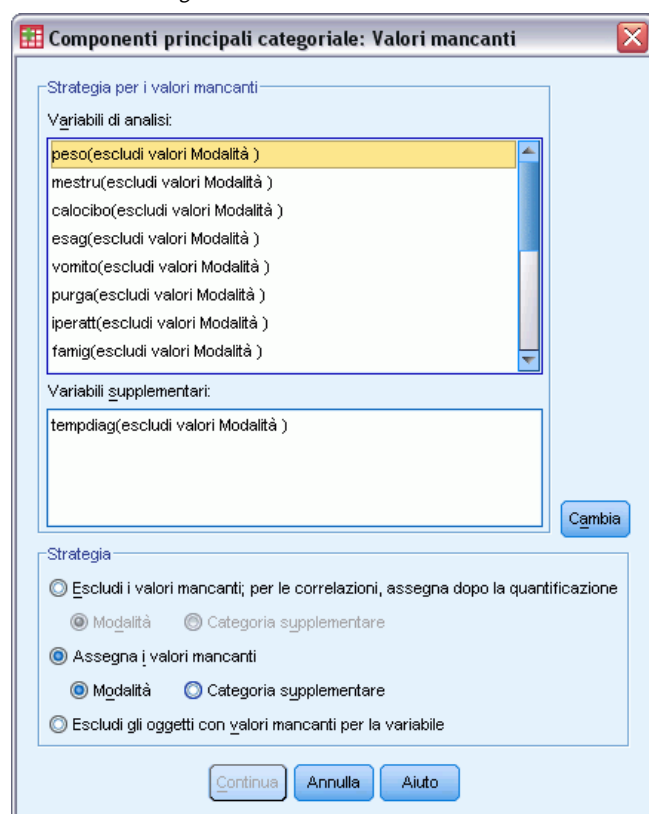 Componenti principali categoriale: Valori mancanti
Strategia per i valori mancanti
Variabili di analisi:
peso(escludi valori Modalità )
mestru(escludi valori Modalità )
calocibo(escludi valori Modalità )
esag(escludi valori Modalità )
vomito(escludi valori Modalità )
purga(escludi valori Modalità )
iperatt(escludi valori Modalità )
famig(escludi valori Modalità )
Variabili supplementari:
tempdiag(escludi valori Modalità )
Cambia
Strategia
Escludi i valori mancanti; per le correlazioni, assegna dopo la quantificazione
Modalità Categoria supplementare
Assegna i valori mancanti
Modalità Categoria supplementare
Escludi gli oggetti con valori mancanti per la variabile
Continua Annulla Aiuto